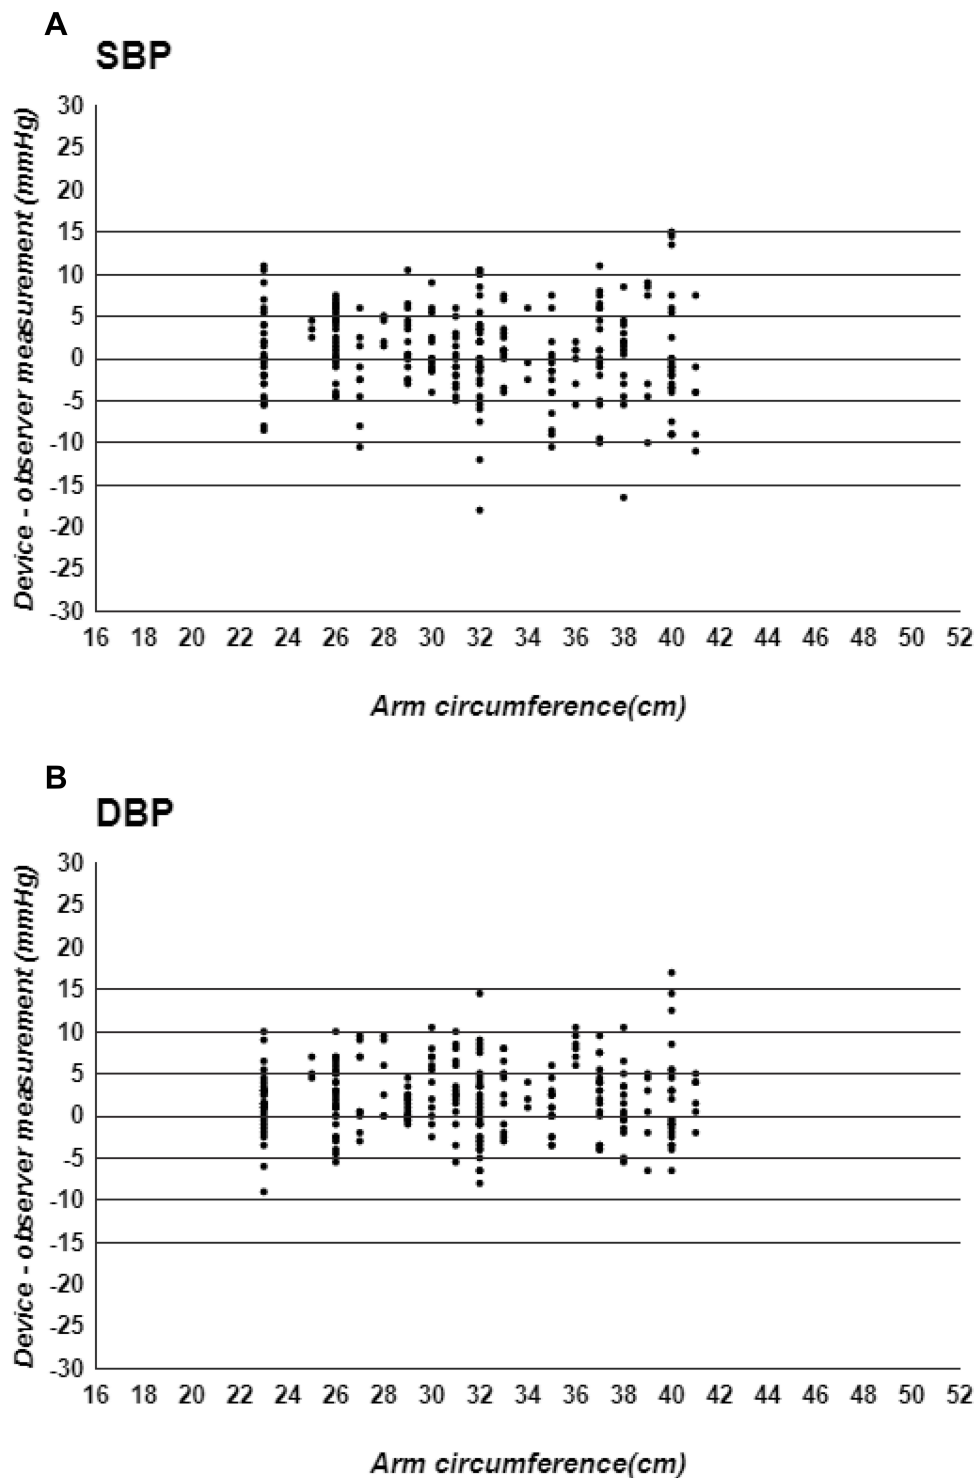 A
SBP
Device - observer measurement (mmHg)
30
25
20
15
10
5
0
-5
-10
-15
-20
-25
-30
16 18 20 22 24 26 28 30 32 34 36 38 40 42 44 46 48 50 52
Arm circumference(cm)
B
DBP
Device - observer measurement (mmHg)
30
25
20
15
10
5
0
-5
-10
-15
-20
-25
-30
16 18 20 22 24 26 28 30 32 34 36 38 40 42 44 46 48 50 52
Arm circumference(cm)